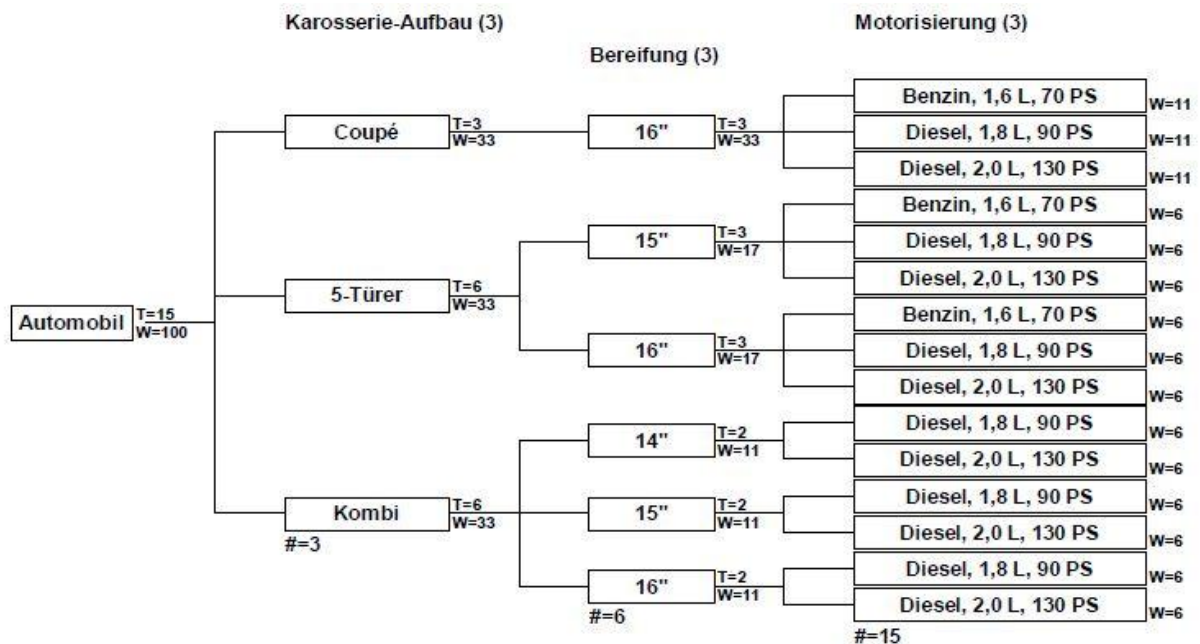 Karosserie-Aufbau (3)
Bereifung (3)
Motorisierung (3)
Automobil
T=15
W=100
Coupé
T=3
W=33
16"
T=3
W=33
Benzin, 1,6 L, 70 PS
W=11
Diesel, 1,8 L, 90 PS
W=11
Diesel, 2,0 L, 130 PS
W=11
5-Türer
T=6
W=33
15"
T=3
W=17
Benzin, 1,6 L, 70 PS
W=6
Diesel, 1,8 L, 90 PS
W=6
Diesel, 2,0 L, 130 PS
W=6
16"
T=3
W=17
Benzin, 1,6 L, 70 PS
W=6
Diesel, 1,8 L, 90 PS
W=6
Diesel, 2,0 L, 130 PS
W=6
Kombi
T=6
W=33
#=3
14"
T=2
W=11
Diesel, 1,8 L, 90 PS
W=6
Diesel, 2,0 L, 130 PS
W=6
15"
T=2
W=11
Diesel, 1,8 L, 90 PS
W=6
Diesel, 2,0 L, 130 PS
W=6
16"
T=2
W=11
#=6
Diesel, 1,8 L, 90 PS
W=6
Diesel, 2,0 L, 130 PS
W=6
#=15